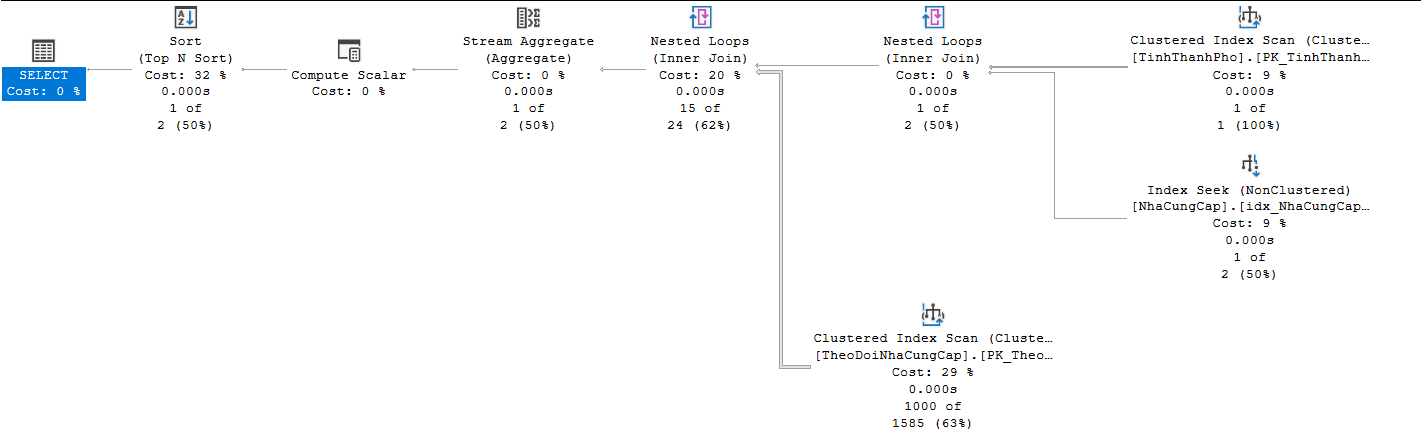 SELECT
Cost: 0 %
Sort
(Top N Sort)
Cost: 32 %
0.000s
1 of
2 (50%)
Compute Scalar
Cost: 0 %
Stream Aggregate
(Aggregate)
Cost: 0 %
0.000s
1 of
2 (50%)
Nested Loops
(Inner Join)
Cost: 20 %
0.000s
15 of
24 (62%)
Nested Loops
(Inner Join)
Cost: 0 %
0.000s
1 of
2 (50%)
Clustered Index Scan (Cluste…
[TinhThanhPho].[PK_TinhThanh…
Cost: 9 %
0.000s
1 of
1 (100%)
Index Seek (NonClustered)
[NhaCungCap].[idx_NhaCungCap…
Cost: 9 %
0.000s
1 of
2 (50%)
Clustered Index Scan (Cluste…
[TheoDoiNhaCungCap].[PK_Theo…
Cost: 29 %
0.000s
1000 of
1585 (63%)